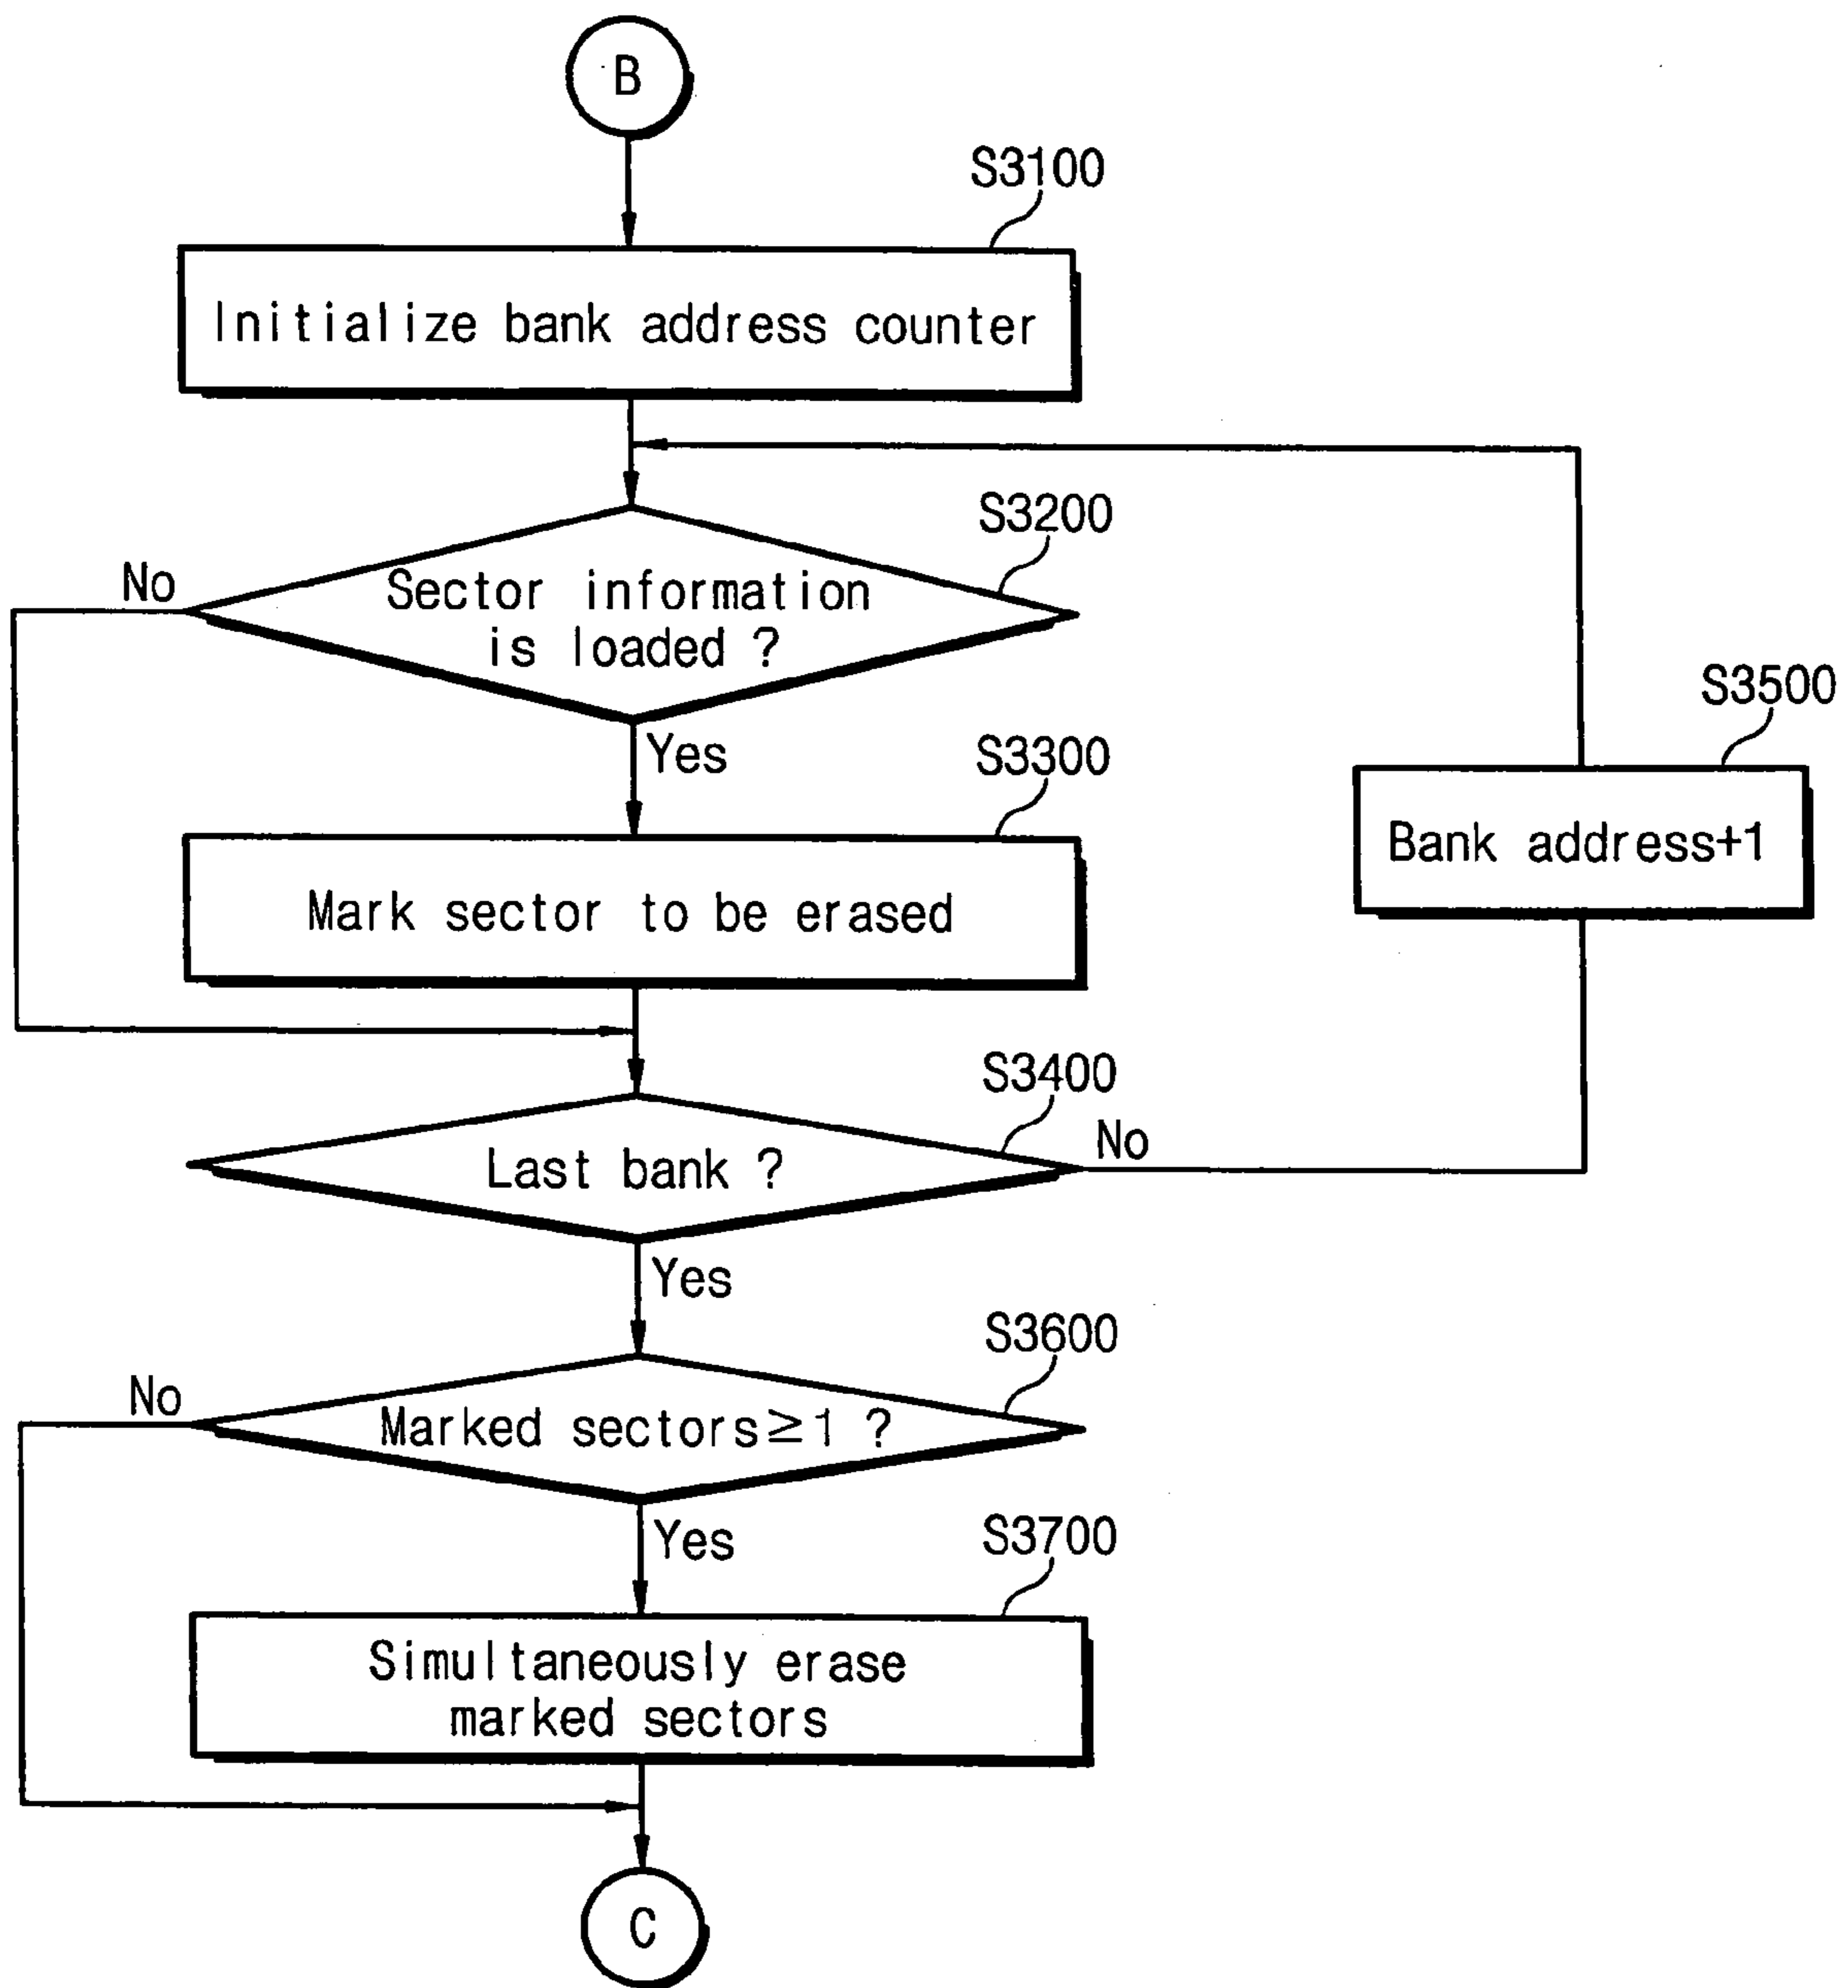 B
S3100
Initialize bank address counter
S3200
No
Sector information
is loaded ?
Yes
S3300
Mark sector to be erased
S3500
Bank address+1
S3400
Last bank ?
No
Yes
S3600
No
Marked sectors≥1 ?
Yes
S3700
Simultaneously erase
marked sectors
C